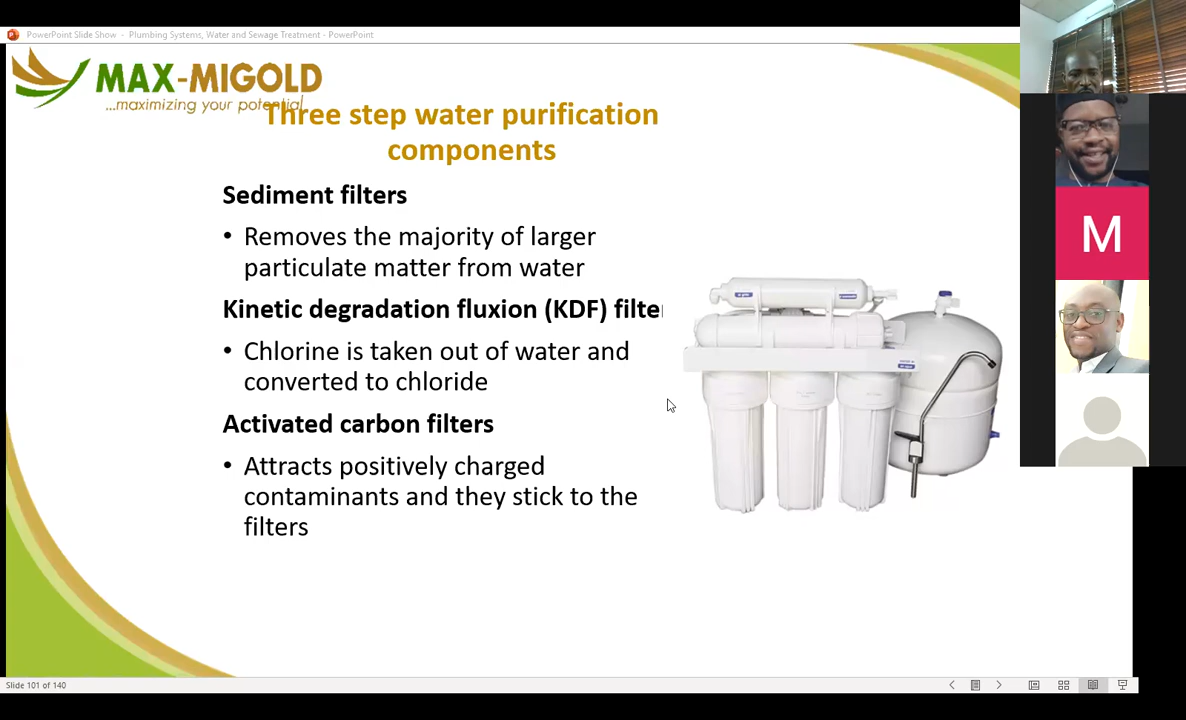 PowerPoint Slide Show - Plumbing Systems, Water and Sewage Treatment - PowerPoint
MAX-MIGOLD
...maximizing your potential
Three step water purification
components
Sediment filters
• Removes the majority of larger
particulate matter from water
Kinetic degradation fluxion (KDF) filter
• Chlorine is taken out of water and
converted to chloride
Activated carbon filters
• Attracts positively charged
contaminants and they stick to the
filters
M
Slide 101 of 140